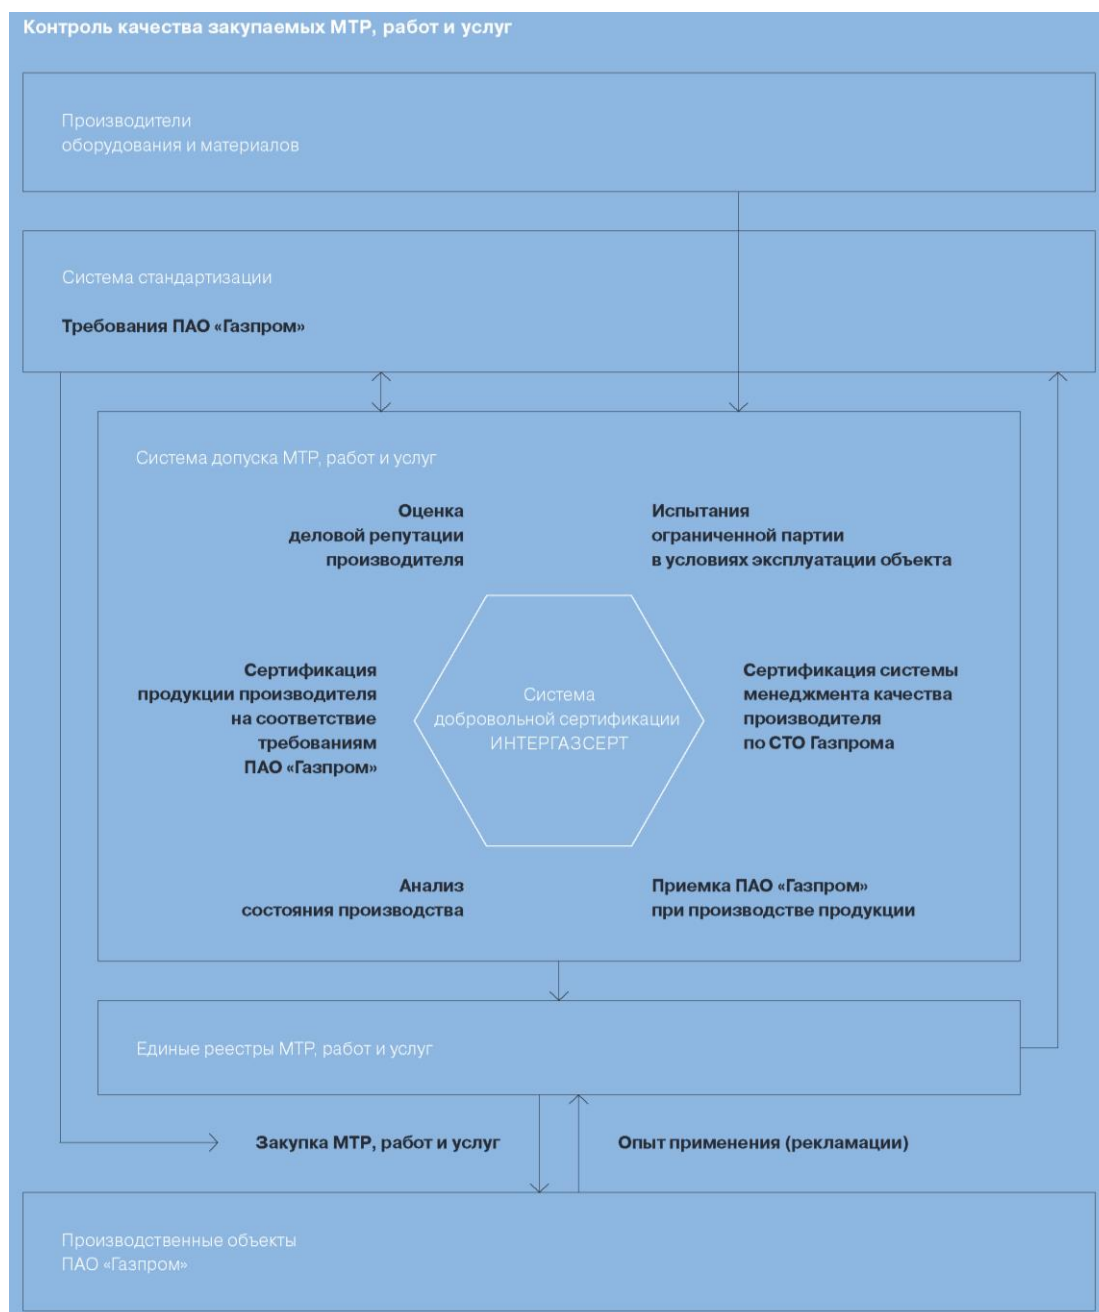 Контроль качества закупаемых МТР, работ и услуг
Производители
оборудования и материалов
Система стандартизации
Требования ПАО «Газпром»
Система допуска МТР, работ и услуг
Оценка
деловой репутации
производителя
Испытания
ограниченной партии
в условиях эксплуатации объекта
Сертификация
продукции производителя
на соответствие
требованиям
ПАО «Газпром»
Система
добровольной сертификации
ИНТЕРГАЗСЕРТ
Сертификация системы
менеджмента качества
производителя
по СТО Газпрома
Анализ
состояния производства
Приемка ПАО «Газпром»
при производстве продукции
Единые реестры МТР, работ и услуг
Закупка МТР, работ и услуг
Опыт применения (рекламации)
Производственные объекты
ПАО «Газпром»